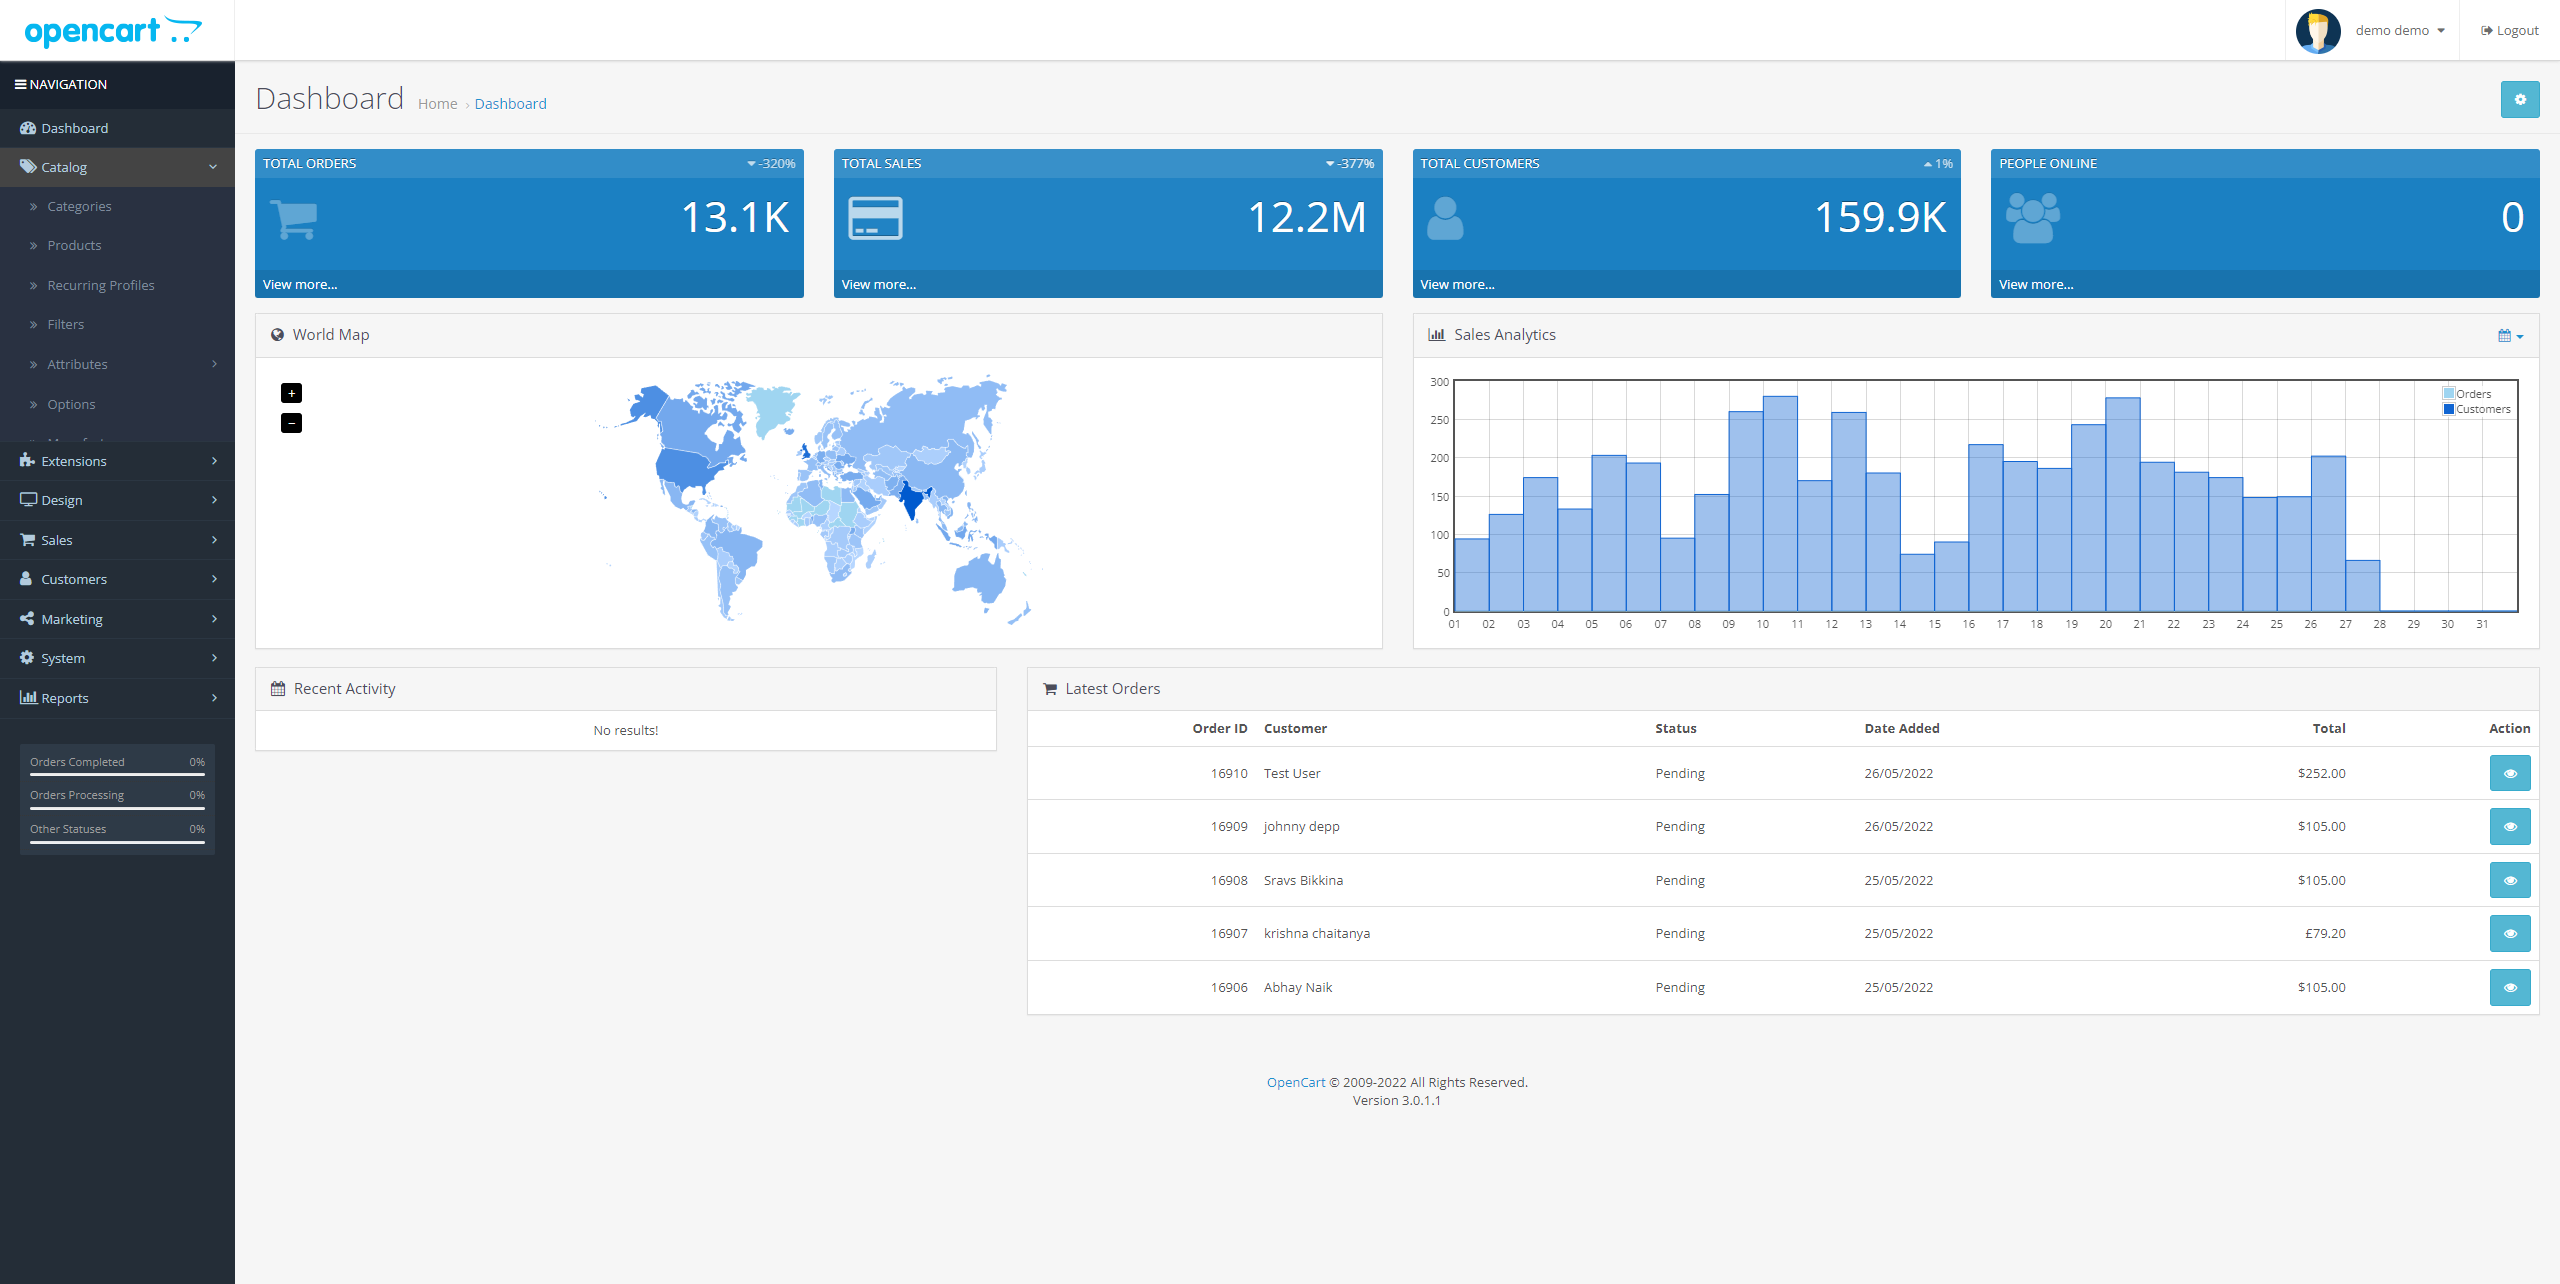 opencart
demo demo
Logout
NAVIGATION
Dashboard
Catalog
Categories
Products
Recurring Profiles
Filters
Attributes
Options
Extensions
Design
Sales
Customers
Marketing
System
Reports
Orders Completed 0%
Orders Processing 0%
Other Statuses 0%
Dashboard Home › Dashboard
TOTAL ORDERS -320%
13.1K
View more...
TOTAL SALES -377%
12.2M
View more...
TOTAL CUSTOMERS 1%
159.9K
View more...
PEOPLE ONLINE
0
View more...
World Map
+
−
Sales Analytics
300
250
200
150
100
50
0
Orders
Customers
01 02 03 04 05 06 07 08 09 10 11 12 13 14 15 16 17 18 19 20 21 22 23 24 25 26 27 28 29 30 31
Recent Activity
No results!
Latest Orders
Order ID Customer Status Date Added Total Action
16910 Test User Pending 26/05/2022 $252.00
16909 johnny depp Pending 26/05/2022 $105.00
16908 Sravs Bikkina Pending 25/05/2022 $105.00
16907 krishna chaitanya Pending 25/05/2022 £79.20
16906 Abhay Naik Pending 25/05/2022 $105.00
OpenCart © 2009-2022 All Rights Reserved.
Version 3.0.1.1